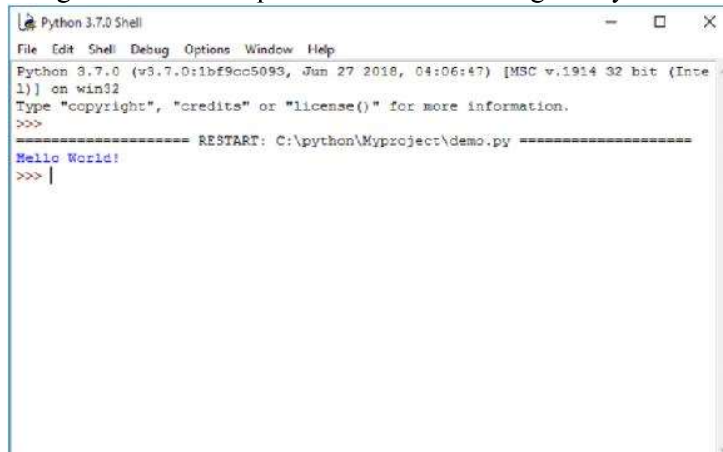 Python 3.7.0 Shell
File Edit Shell Debug Options Window Help
Python 3.7.0 (v3.7.0:1bf9cc5093, Jun 27 2018, 04:06:47) [MSC v.1914 32 bit (Inte
l)] on win32
Type "copyright", "credits" or "license()" for more information.
>>>
==================== RESTART: C:\python\Myproject\demo.py ====================
Hello World!
>>>